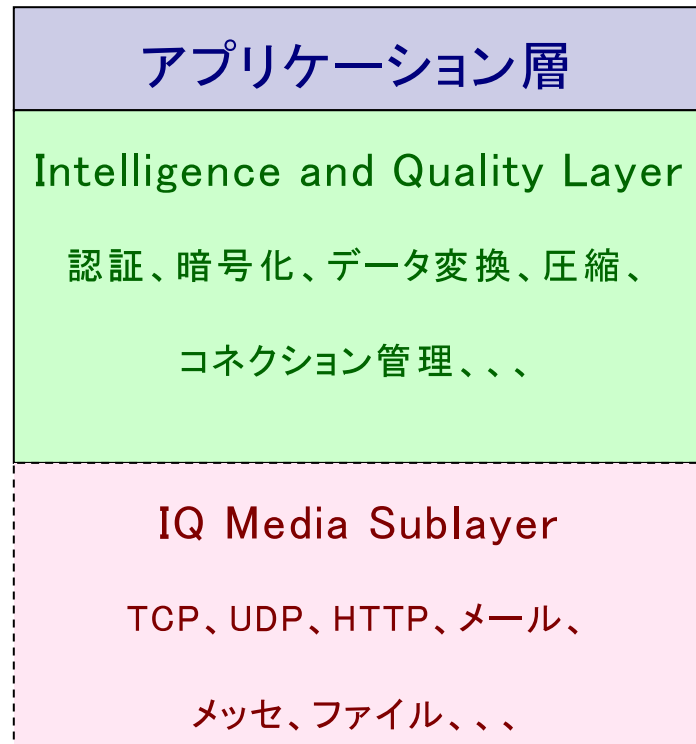 アプリケーション層
Intelligence and Quality Layer
認証、暗号化、データ変換、圧縮、
コネクション管理、、、
IQ Media Sublayer
TCP、UDP、HTTP、メール、
メッセ、ファイル、、、